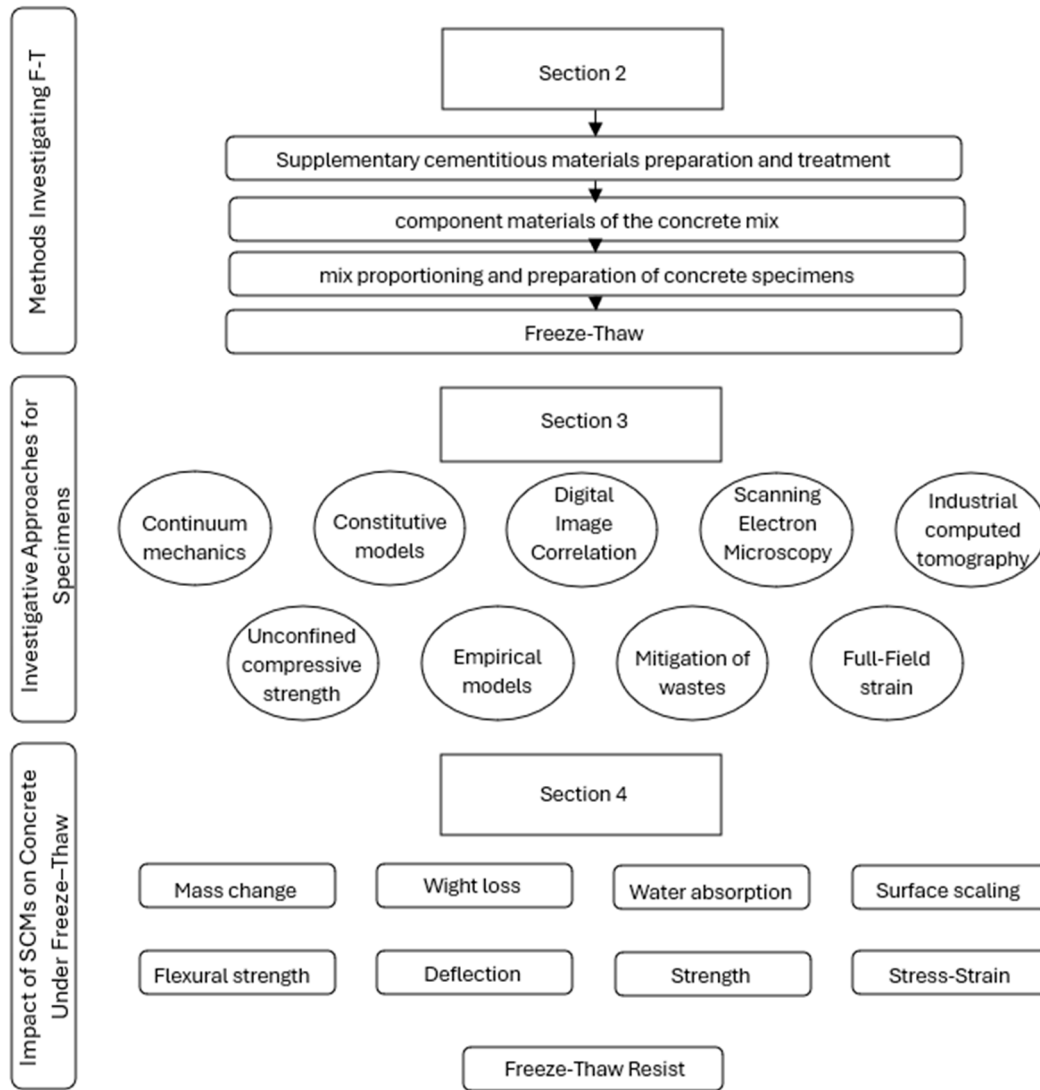 Methods Investigating F-T
Section 2
Supplementary cementitious materials preparation and treatment
component materials of the concrete mix
mix proportioning and preparation of concrete specimens
Freeze-Thaw
Investigative Approaches for
Specimens
Section 3
Continuum
mechanics
Constitutive
models
Digital
Image
Correlation
Scanning
Electron
Microscopy
Industrial
computed
tomography
Unconfined
compressive
strength
Empirical
models
Mitigation of
wastes
Full-Field
strain
Impact of SCMs on Concrete
Under Freeze–Thaw
Section 4
Mass change
Wight loss
Water absorption
Surface scaling
Flexural strength
Deflection
Strength
Stress-Strain
Freeze-Thaw Resist